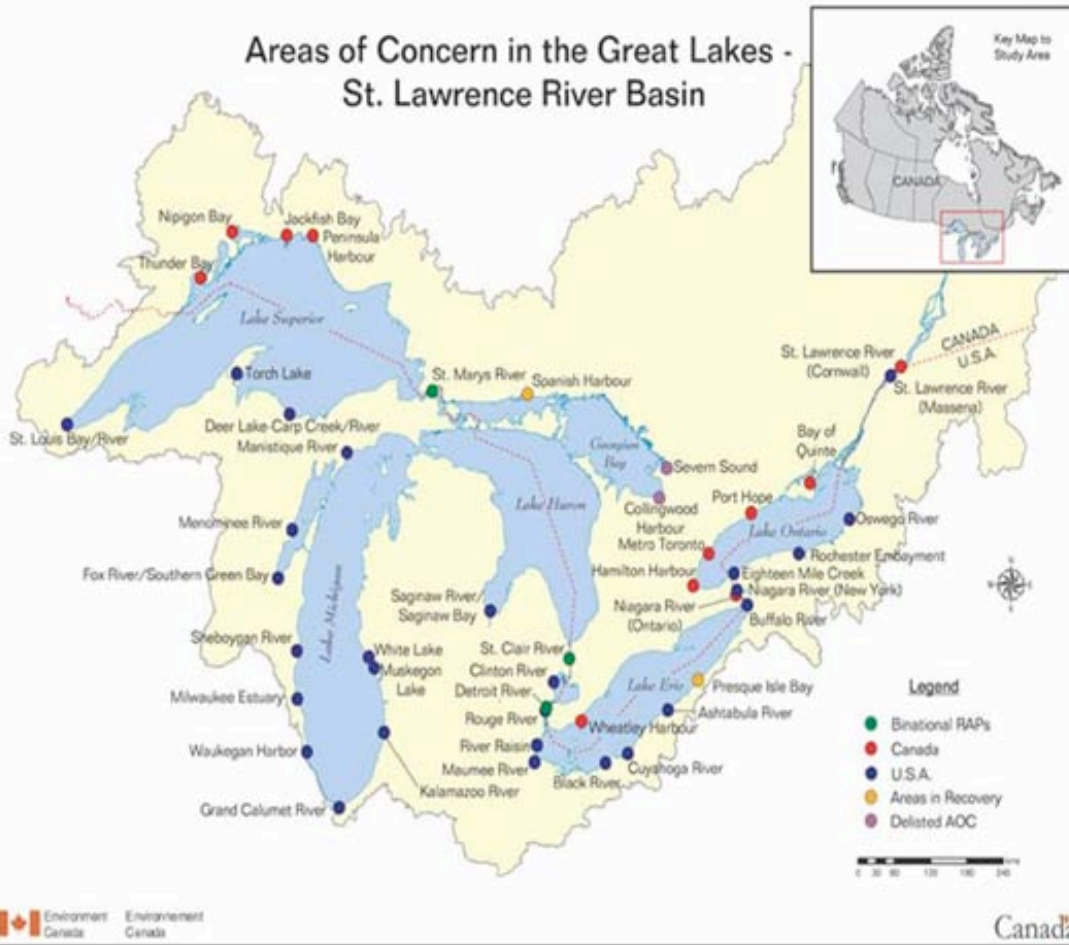 Areas of Concern in the Great Lakes -
St. Lawrence River Basin
Key Map to
Study Area
CANADA
Nipigon Bay
Jackfish Bay
Peninsula
Harbour
Thunder Bay
Lake Superior
Torch Lake
St. Marys River
Spanish Harbour
St. Louis Bay/River
Deer Lake-Carp Creek/River
Manistique River
Georgian
Bay
Severn Sound
Collingwood
Harbour
Lake Huron
CANADA
U.S.A.
St. Lawrence River
(Cornwall)
St. Lawrence River
(Massena)
Bay of
Quinte
Port Hope
Metro Toronto
Lake Ontario
Oswego River
Rochester Embayment
Hamilton Harbour
Eighteen Mile Creek
Niagara River (New York)
Niagara River
(Ontario)
Buffalo River
Menominee River
Fox River/Southern Green Bay
Lake Michigan
Saginaw River/
Saginaw Bay
Sheboygan River
White Lake
Muskegon
Lake
Milwaukee Estuary
Waukegan Harbor
Kalamazoo River
Grand Calumet River
St. Clair River
Clinton River
Detroit River
Rouge River
River Raisin
Maumee River
Lake Erie
Presque Isle Bay
Ashtabula River
Wheatley Harbour
Cuyahoga River
Black River
Legend
Binational RAPs
Canada
U.S.A.
Areas in Recovery
Delisted AOC
0 30 60 120 180 240
Environment
Canada
Environnement
Canada
Canada